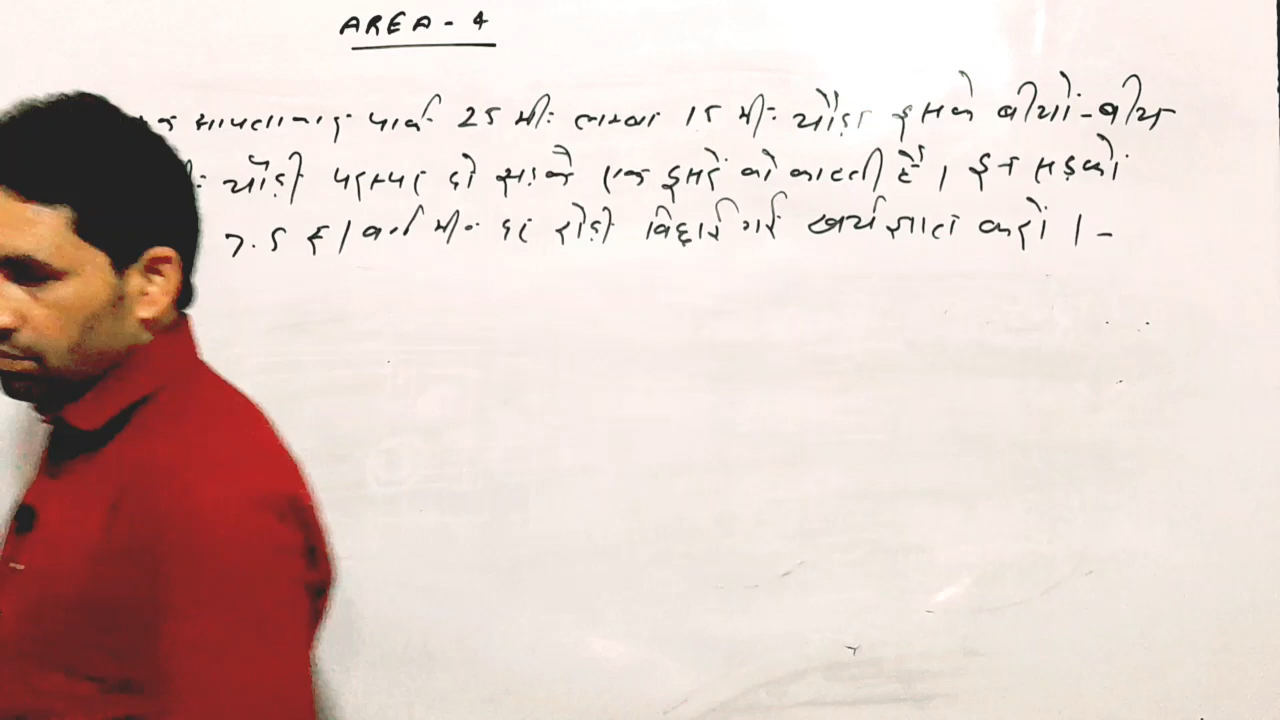 AREA - 4
आयताकार पार्क 25 मी॰ लम्बा 15 मी॰ चौड़ा इसके बीचों-बीच
चौड़ी परस्पर दो सड़के एक दूसरे को काटती हैं। इन सड़को
7.5 रु/वर्ग मी॰ दर रोड़ी बिछाई गई खर्च ज्ञात करो।-